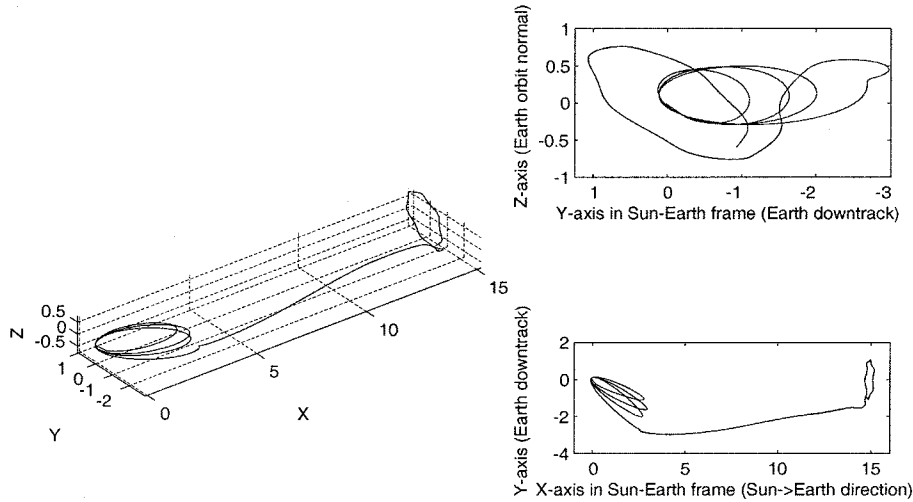 0.5
0
-0.5
Z
1
0
-1
-2
Y
0
5
10
15
X
1
0.5
0
-0.5
-1
Z-axis (Earth orbit normal)
1 0 -1 -2 -3
Y-axis in Sun-Earth frame (Earth downtrack)
2
0
-2
-4
Y-axis (Earth downtrack)
0 5 10 15
X-axis in Sun-Earth frame (Sun->Earth direction)